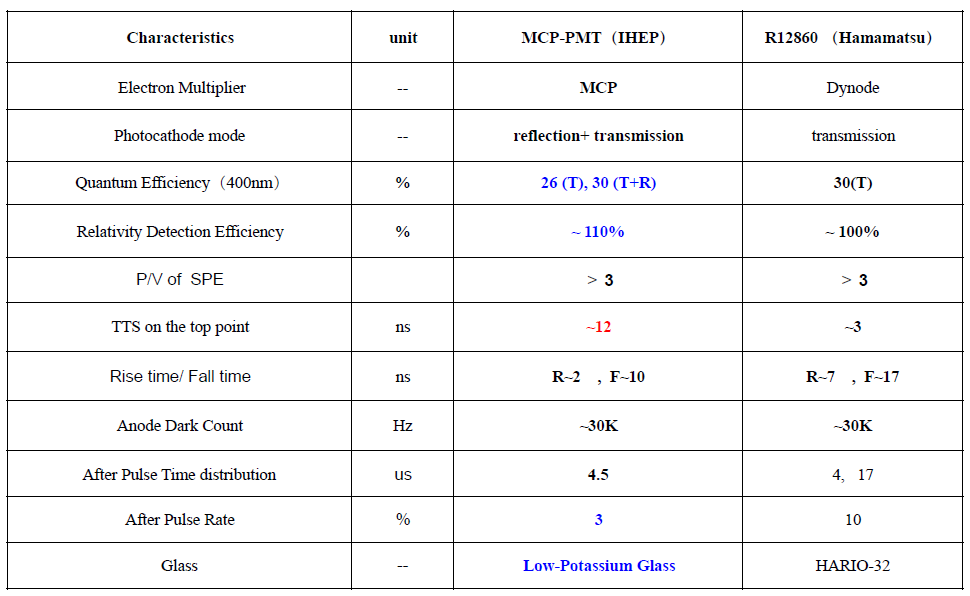 Characteristics unit MCP-PMT（IHEP） R12860 （Hamamatsu）
Electron Multiplier -- MCP Dynode
Photocathode mode -- reflection+ transmission transmission
Quantum Efficiency（400nm） % 26 (T), 30 (T+R) 30(T)
Relativity Detection Efficiency % ~ 110% ~ 100%
P/V of SPE > 3 > 3
TTS on the top point ns ~12 ~3
Rise time/ Fall time ns R~2 , F~10 R~7 , F~17
Anode Dark Count Hz ~30K ~30K
After Pulse Time distribution us 4.5 4, 17
After Pulse Rate % 3 10
Glass -- Low-Potassium Glass HARIO-32